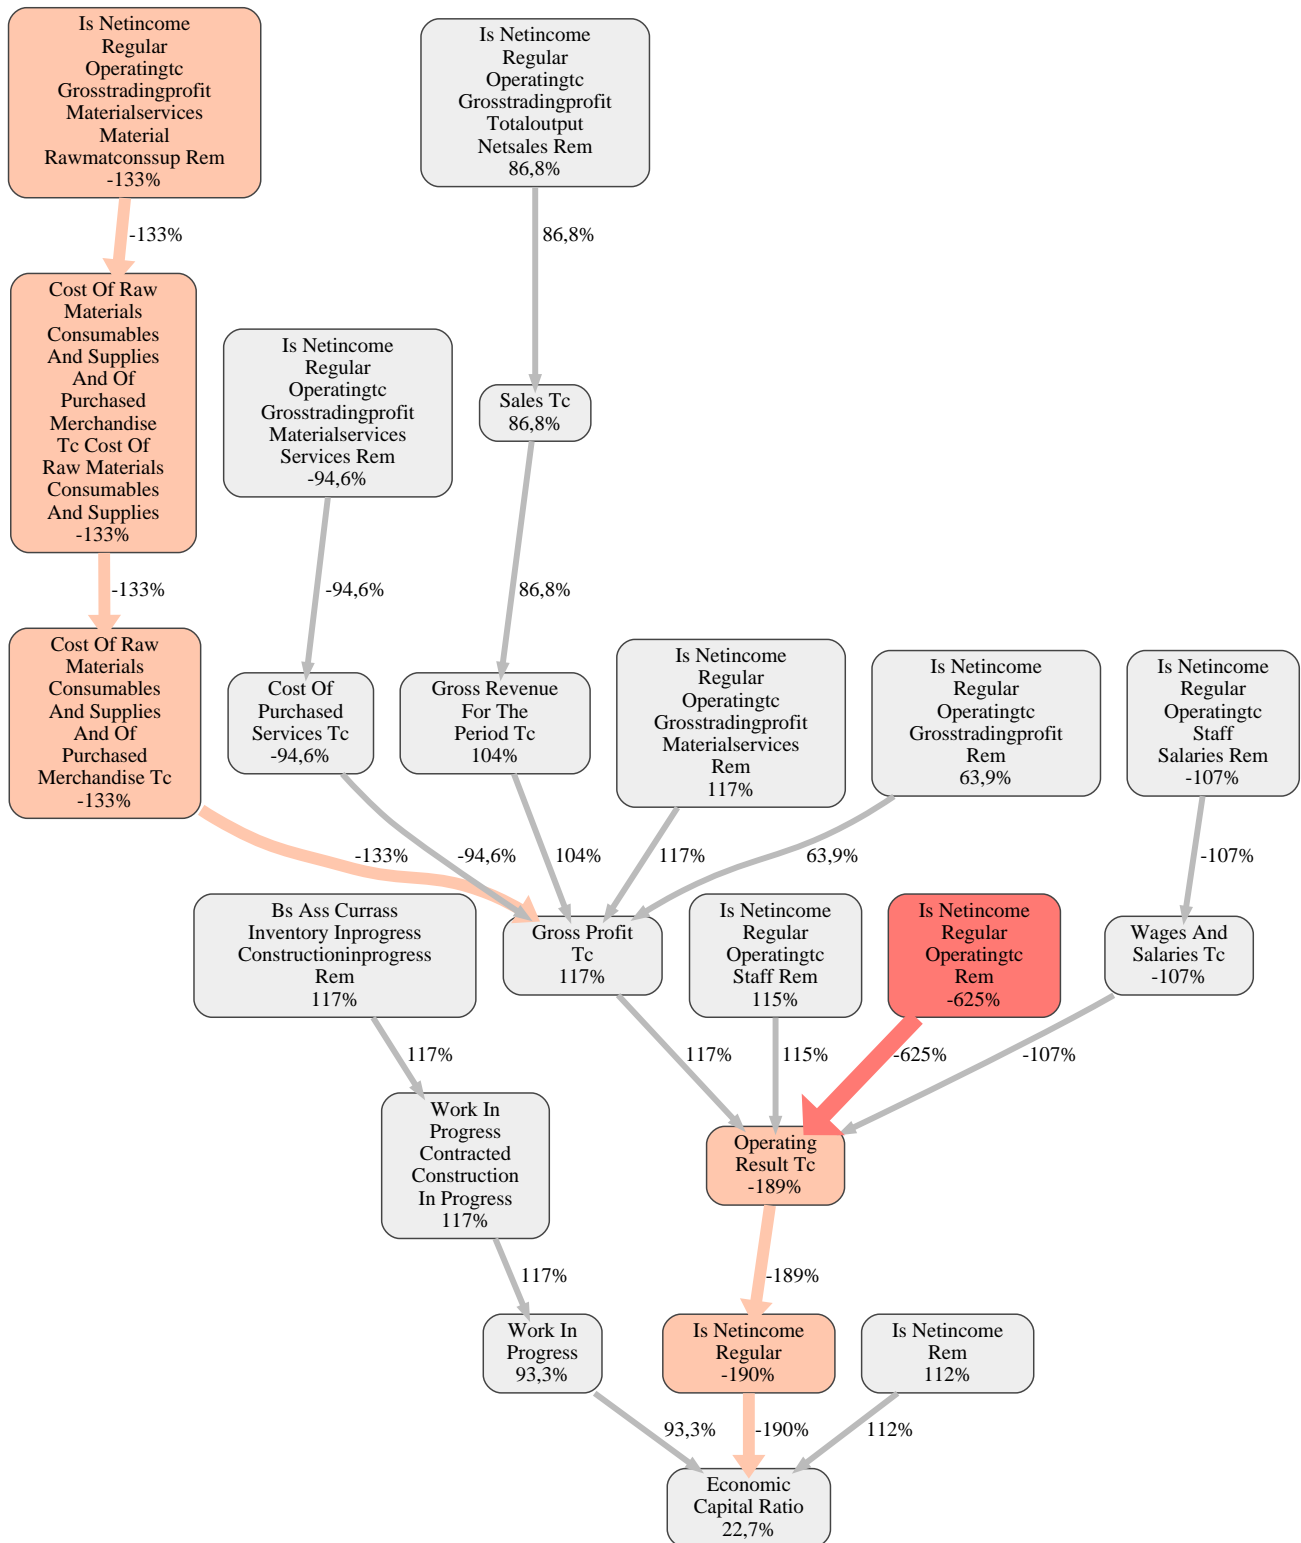 Is Netincome
Regular
Operatingtc
Grosstradingprofit
Materialservices
Material
Rawmatconssup Rem
-133%
Is Netincome
Regular
Operatingtc
Grosstradingprofit
Totaloutput
Netsales Rem
86,8%
-133%
86,8%
Cost Of Raw
Materials
Consumables
And Supplies
And Of
Purchased
Merchandise
Tc Cost Of
Raw Materials
Consumables
And Supplies
-133%
Is Netincome
Regular
Operatingtc
Grosstradingprofit
Materialservices
Services Rem
-94,6%
Sales Tc
86,8%
-133%
-94,6%
86,8%
Cost Of Raw
Materials
Consumables
And Supplies
And Of
Purchased
Merchandise Tc
-133%
Cost Of
Purchased
Services Tc
-94,6%
Gross Revenue
For The
Period Tc
104%
Is Netincome
Regular
Operatingtc
Grosstradingprofit
Materialservices
Rem
117%
Is Netincome
Regular
Operatingtc
Grosstradingprofit
Rem
63,9%
Is Netincome
Regular
Operatingtc
Staff
Salaries Rem
-107%
-133%
-94,6%
104%
117%
63,9%
-107%
Bs Ass Currass
Inventory Inprogress
Constructioninprogress
Rem
117%
Gross Profit
Tc
117%
Is Netincome
Regular
Operatingtc
Staff Rem
115%
Is Netincome
Regular
Operatingtc
Rem
-625%
Wages And
Salaries Tc
-107%
117%
117%
115%
-625%
-107%
Work In
Progress
Contracted
Construction
In Progress
117%
Operating
Result Tc
-189%
117%
-189%
Work In
Progress
93,3%
Is Netincome
Regular
-190%
Is Netincome
Rem
112%
93,3%
-190%
112%
Economic
Capital Ratio
22,7%